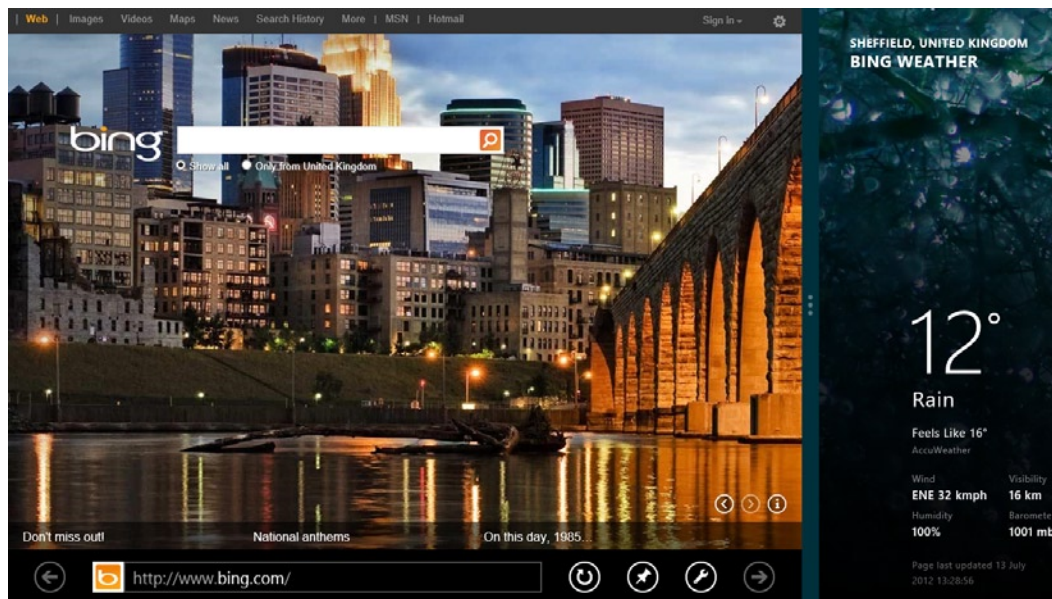 | Web | Images Videos Maps News Search History More | MSN | Hotmail
Sign In
bing
Show all Only from United Kingdom
Don't miss out! National anthems On this day, 1985...
http://www.bing.com/
SHEFFIELD, UNITED KINGDOM
BING WEATHER
12°
Rain
Feels Like 16°
AccuWeather
Wind Visibility
ENE 32 kmph 16 km
Humidity Baromete
100% 1001 mb
Page last updated 13 July
2012 13:28:56